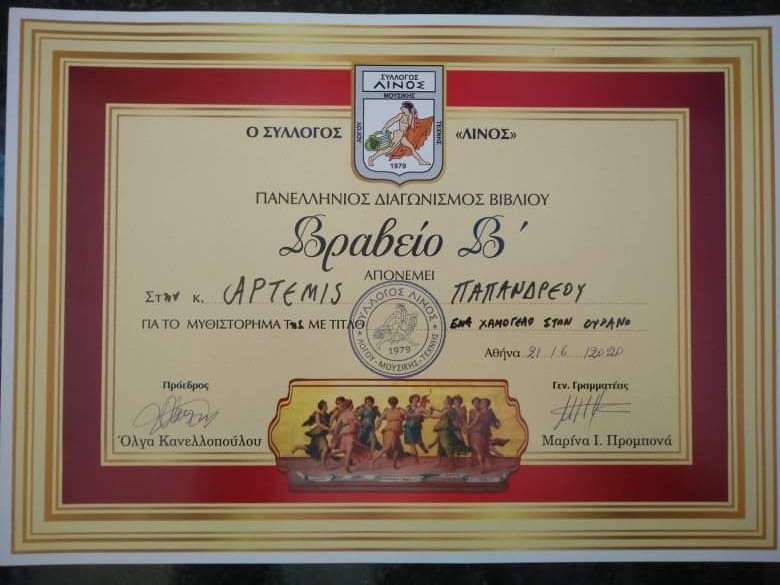 ΣΥΛΛΟΓΟΣ
ΛΙΝΟΣ
ΜΟΥΣΙΚΗΣ
ΛΟΓΟΥ
ΤΕΧΝΗΣ
1979
Ο ΣΥΛΛΟΓΟΣ «ΛΙΝΟΣ»
ΠΑΝΕΛΛΗΝΙΟΣ ΔΙΑΓΩΝΙΣΜΟΣ ΒΙΒΛΙΟΥ
Βραβείο Β΄
ΑΠΟΝΕΜΕΙ
Στην κ. ΑΡΤΕΜΙS ΠΑΠΑΝΔΡΕΟΥ
ΓΙΑ ΤΟ ΜΥΘΙΣΤΟΡΗΜΑ Της ΜΕ ΤΙΤΛΟ ΕΝΑ ΧΑΜΟΓΕΛΟ SΤΟΝ ΟΥΡΑΝΟ
ΣΥΛΛΟΓΟΣ ΛΙΝΟΣ
ΛΟΓΟΥ - ΜΟΥΣΙΚΗΣ - ΤΕΧΝΗΣ
1979
Αθήνα 21/6/2020
Πρόεδρος Γεν. Γραμματέας
Όλγα Κανελλοπούλου Μαρίνα Ι. Προμπονά